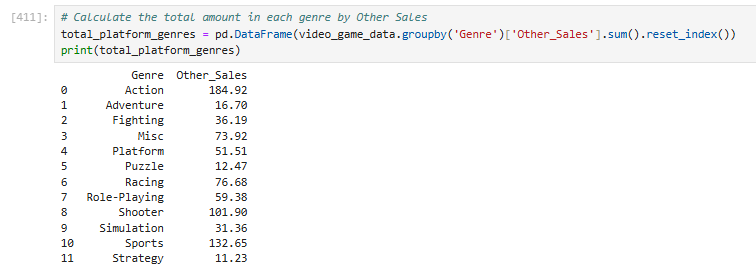 [411]: # Calculate the total amount in each genre by Other Sales
total_platform_genres = pd.DataFrame(video_game_data.groupby('Genre')['Other_Sales'].sum().reset_index())
print(total_platform_genres)
Genre Other_Sales
0 Action 184.92
1 Adventure 16.70
2 Fighting 36.19
3 Misc 73.92
4 Platform 51.51
5 Puzzle 12.47
6 Racing 76.68
7 Role-Playing 59.38
8 Shooter 101.90
9 Simulation 31.36
10 Sports 132.65
11 Strategy 11.23